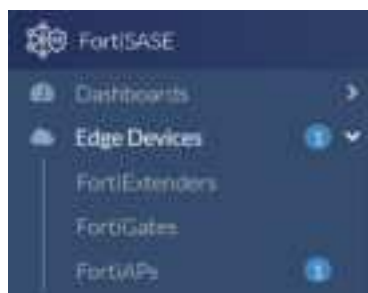 FortiSASE
Dashboards
Edge Devices 1
FortiExtenders
FortiGates
FortiAPs 1